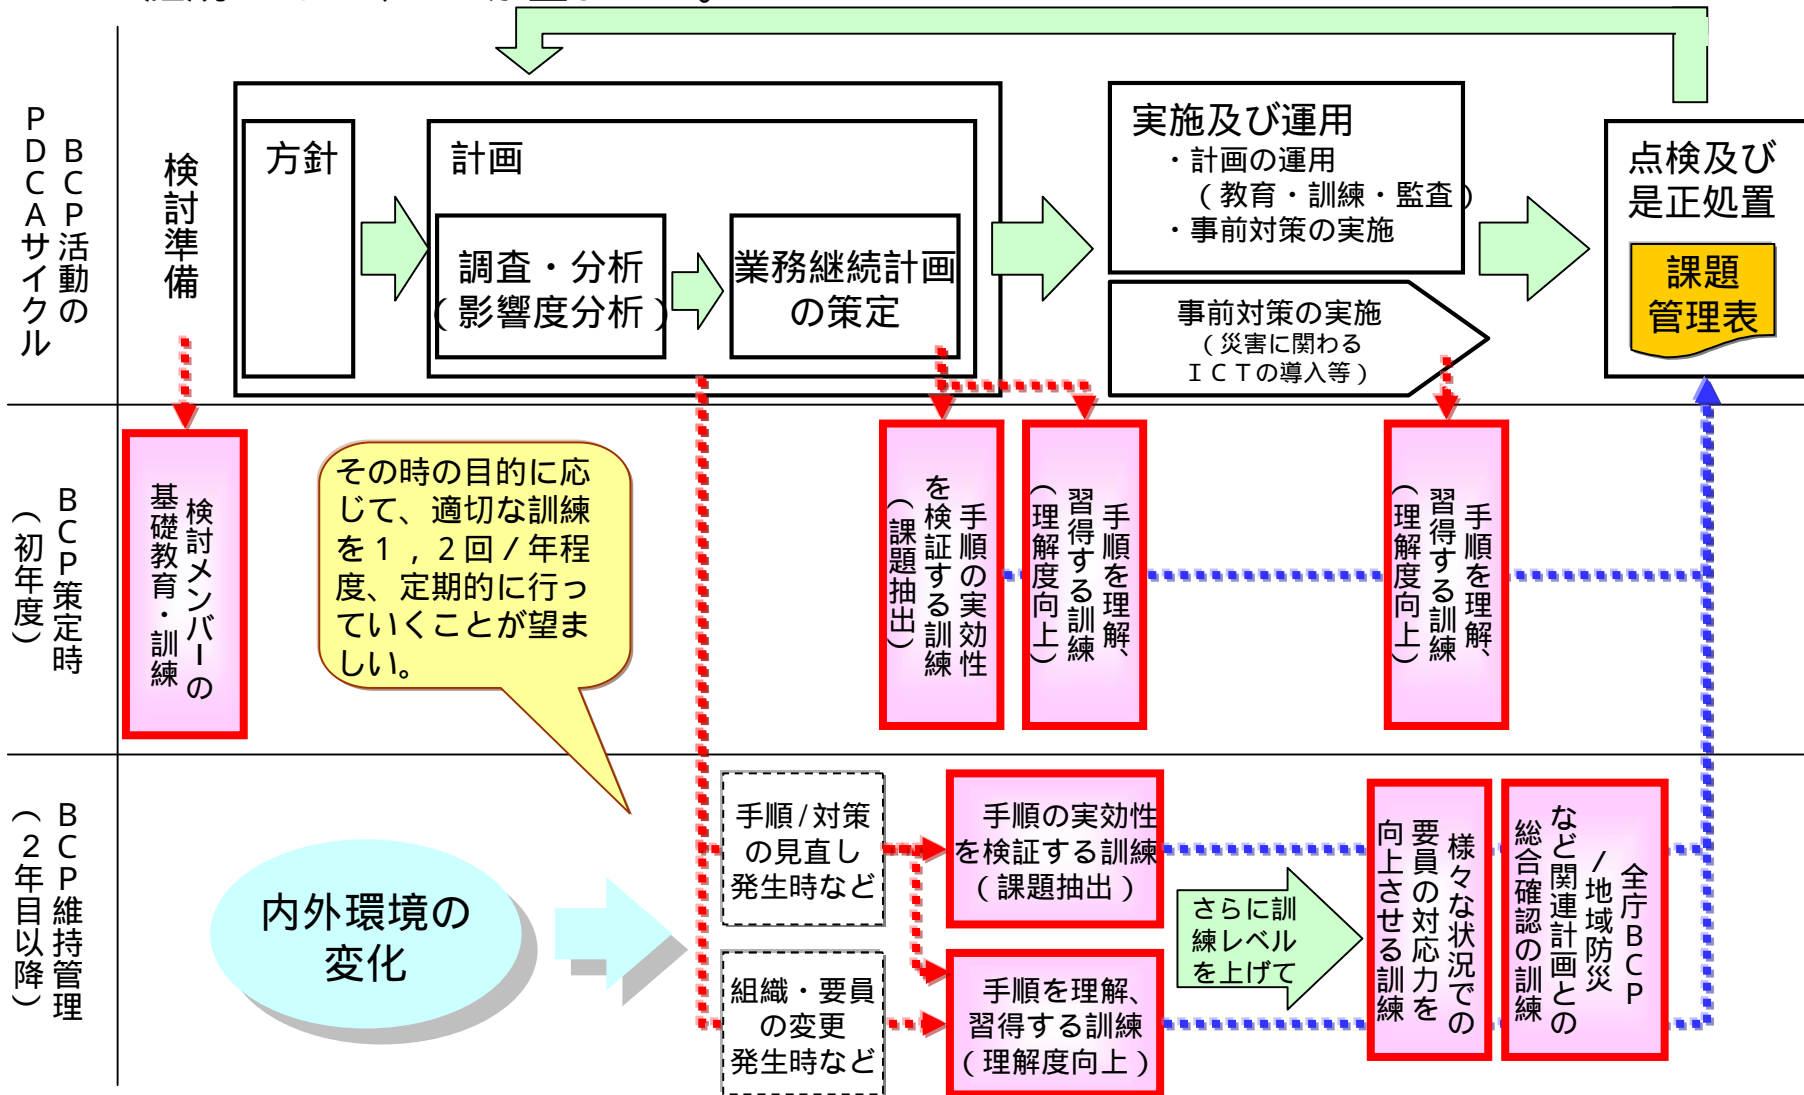 BCP活動の
PDCAサイクル
検討準備
方針
計画
調査・分析
（影響度分析）
業務継続計画
の策定
実施及び運用
・計画の運用
（教育・訓練・監査）
・事前対策の実施
事前対策の実施
（災害に関わる
ＩＣＴの導入等）
点検及び
是正処置
課題
管理表
BCP策定時
（初年度）
検討メンバーの
基礎教育・訓練
その時の目的に応
じて、適切な訓練
を１，２回／年程
度、定期的に行っ
ていくことが望ま
しい。
手順の実効性
を検証する訓練
（課題抽出）
手順を理解、
習得する訓練
（理解度向上）
手順を理解、
習得する訓練
（理解度向上）
BCP維持管理
（２年目以降）
内外環境の
変化
手順/対策
の見直し
発生時など
組織・要員
の変更
発生時など
手順の実効性
を検証する訓練
（課題抽出）
手順を理解、
習得する訓練
（理解度向上）
さらに訓
練レベル
を上げて
様々な状況での
要員の対応力を
向上させる訓練
全庁BCP
/地域防災
など関連計画との
総合確認の訓練